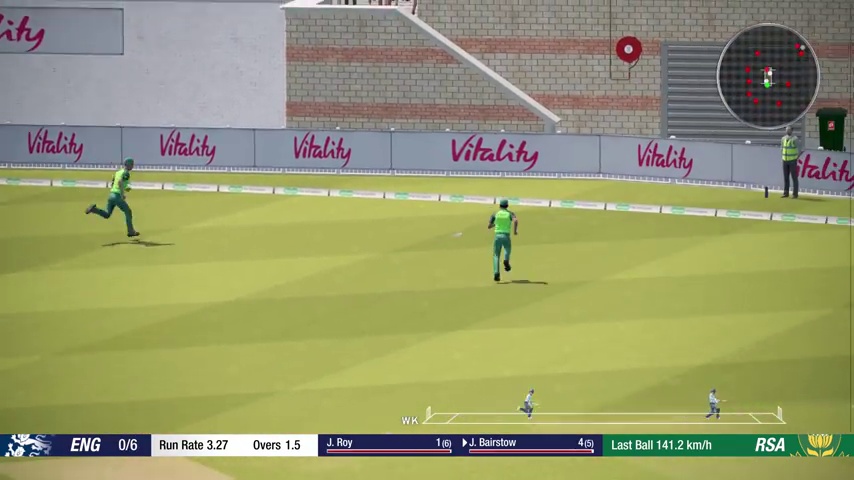 Vitality
Vitality Vitality Vitality Vitality Vitality Vitality
WK
ENG 0/6 Run Rate 3.27 Overs 1.5 J. Roy 1(6) J. Bairstow 4(5) Last Ball 141.2 km/h RSA